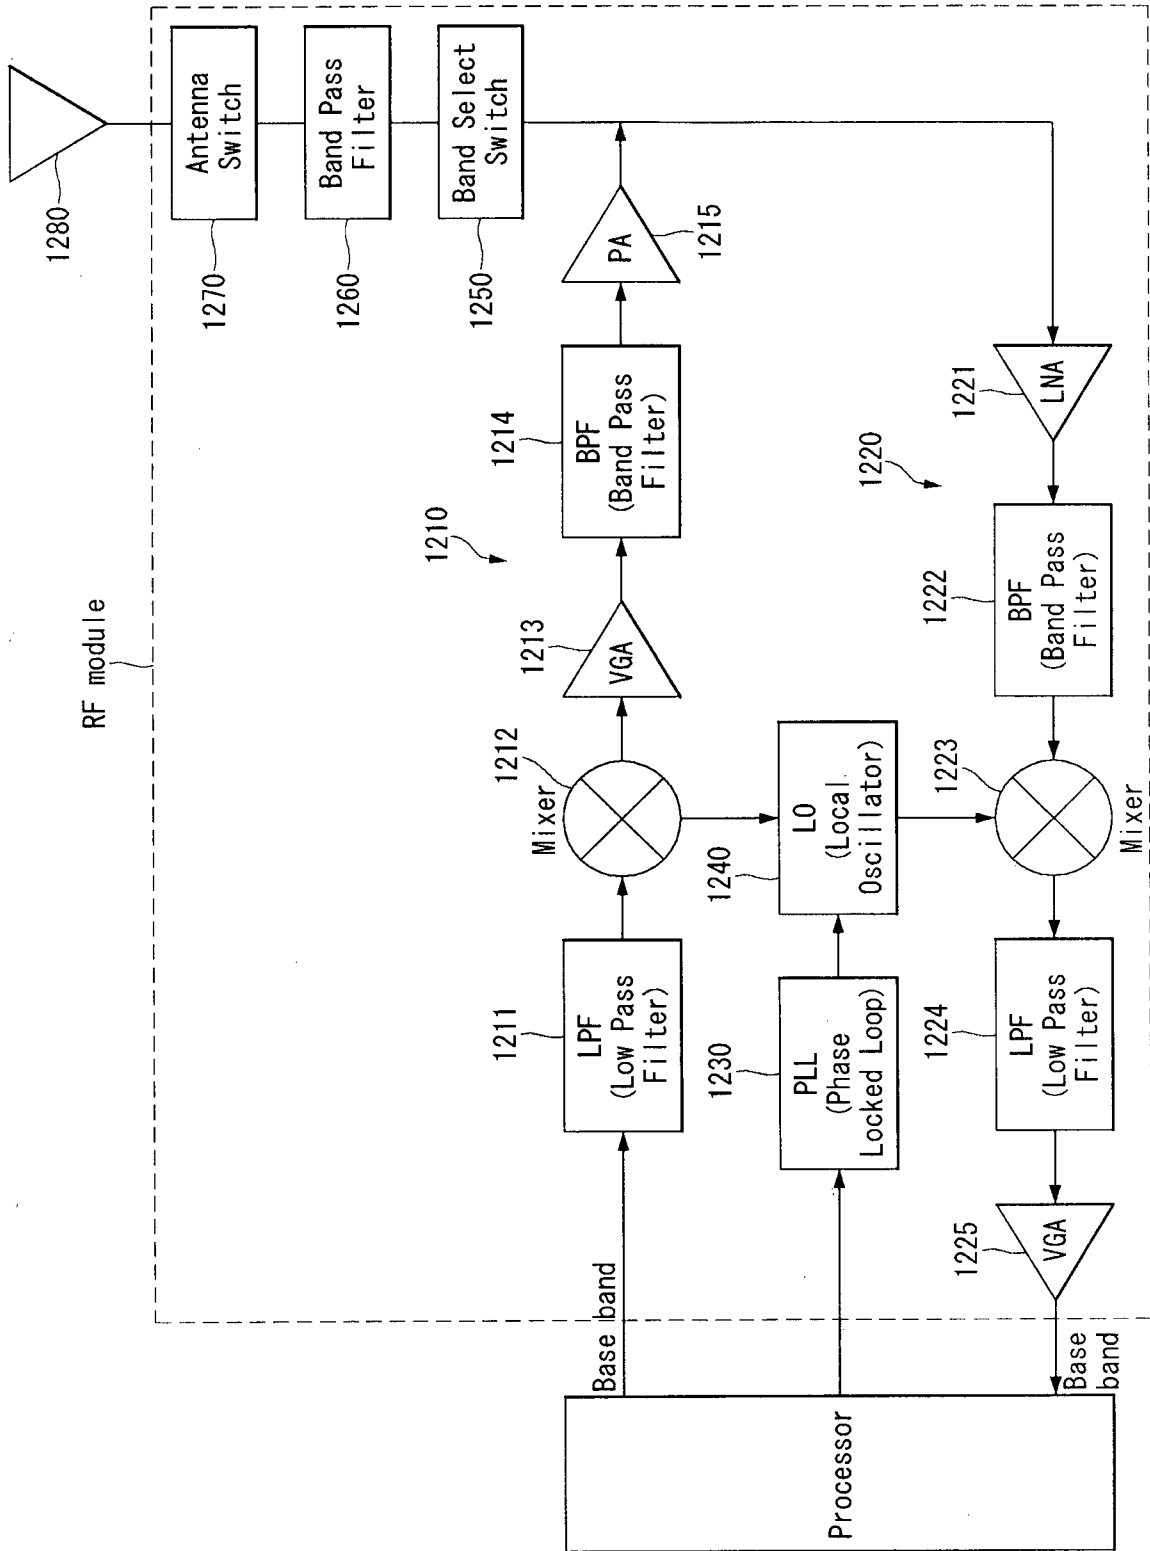 RF module
1280
Antenna
Switch
1270
Band Pass
Filter
1260
Band Select
Switch
1250
Base band
LPF
(Low Pass
Filter)
1211
Mixer
1212
VGA
1213
1210
BPF
(Band Pass
Filter)
1214
PA
1215
Processor
PLL
(Phase
Locked Loop)
1230
LO
(Local
Oscillator)
1240
Base
band
VGA
1225
LPF
(Low Pass
Filter)
1224
Mixer
1223
BPF
(Band Pass
Filter)
1222
1220
LNA
1221